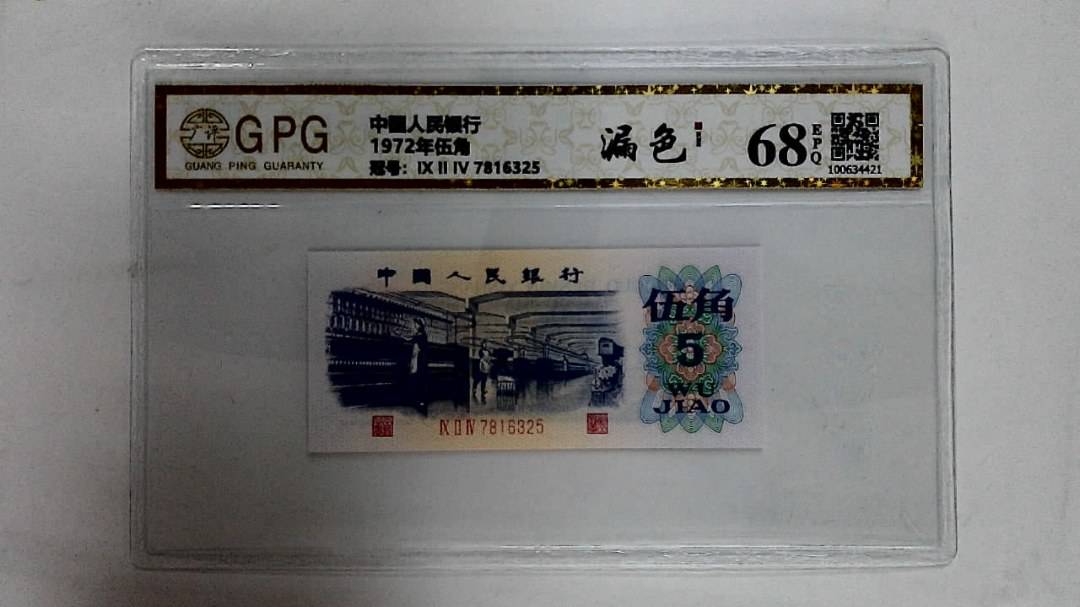 GPG
GUANG PING GUARANTY
中國人民銀行
1972年伍角
冠号: IX II IV 7816325
漏色
68
EPQ
100634421
中國人民銀行
伍角
5
WU
JIAO
IX II IV 7816325